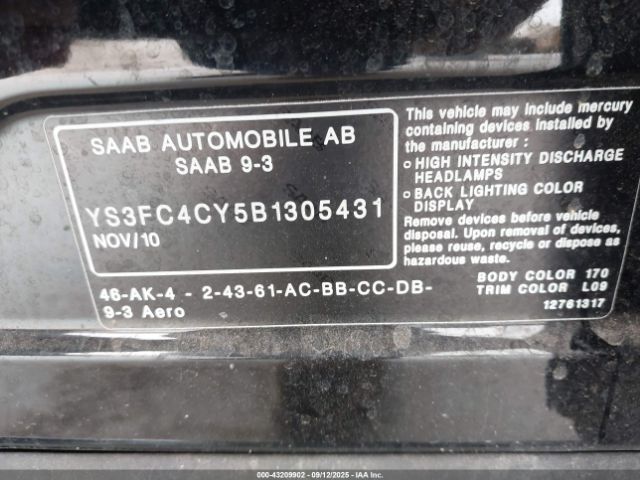 SAAB AUTOMOBILE AB
SAAB 9-3
YS3FC4CY5B1305431
NOV/10
46-AK-4 - 2-43-61-AC-BB-CC-DB-
9-3 Aero
This vehicle may include mercury
containing devices installed by
the manufacturer :
○ HIGH INTENSITY DISCHARGE
HEADLAMPS
○ BACK LIGHTING COLOR
DISPLAY
Remove devices before vehicle
disposal. Upon removal of devices,
please reuse, recycle or dispose as
hazardous waste.
BODY COLOR 170
TRIM COLOR L09
12761317
000-43209902 - 09/12/2025 - IAAI.COM